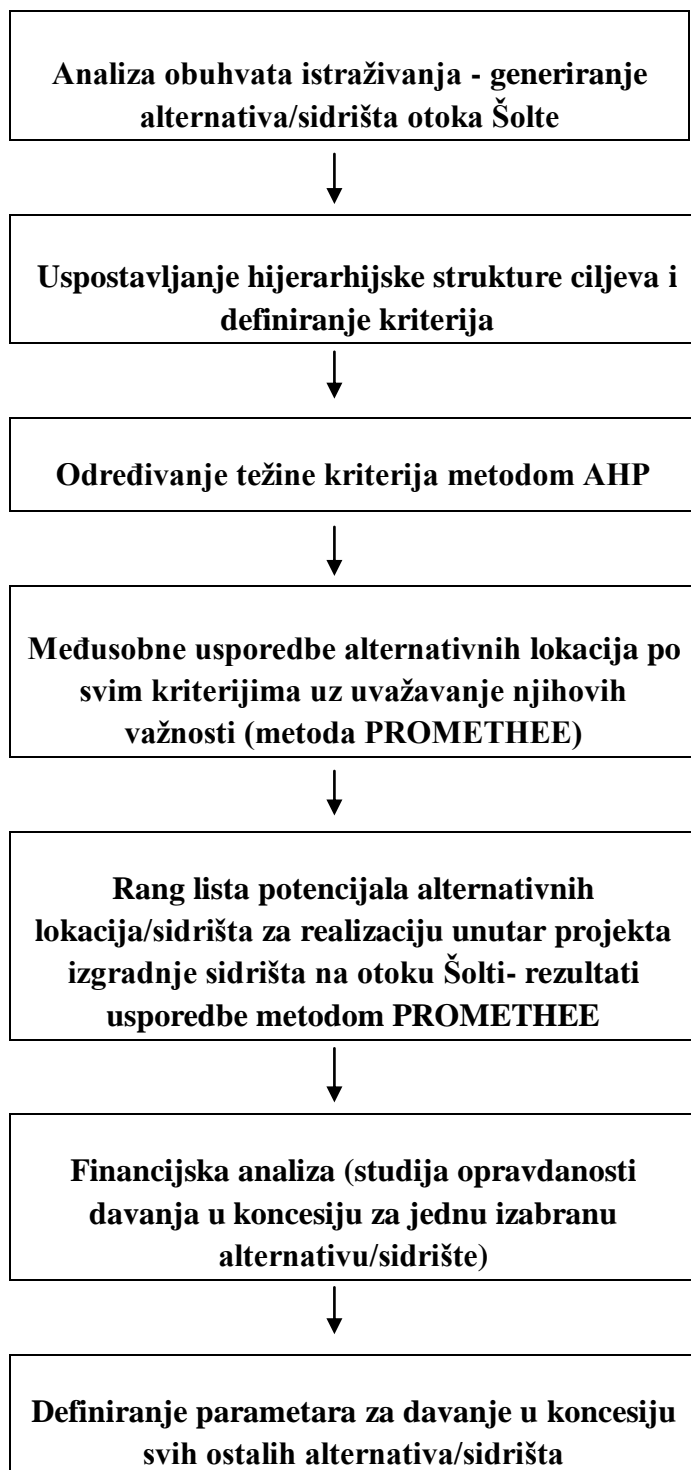 Analiza obuhvata istraživanja - generiranje
alternativa/sidrišta otoka Šolte
Uspostavljanje hijerarhijske strukture ciljeva i
definiranje kriterija
Određivanje težine kriterija metodom AHP
Međusobne usporedbe alternativnih lokacija po
svim kriterijima uz uvažavanje njihovih
važnosti (metoda PROMETHEE)
Rang lista potencijala alternativnih
lokacija/sidrišta za realizaciju unutar projekta
izgradnje sidrišta na otoku Šolti- rezultati
usporedbe metodom PROMETHEE
Financijska analiza (studija opravdanosti
davanja u koncesiju za jednu izabranu
alternativu/sidrište)
Definiranje parametara za davanje u koncesiju
svih ostalih alternativa/sidrišta